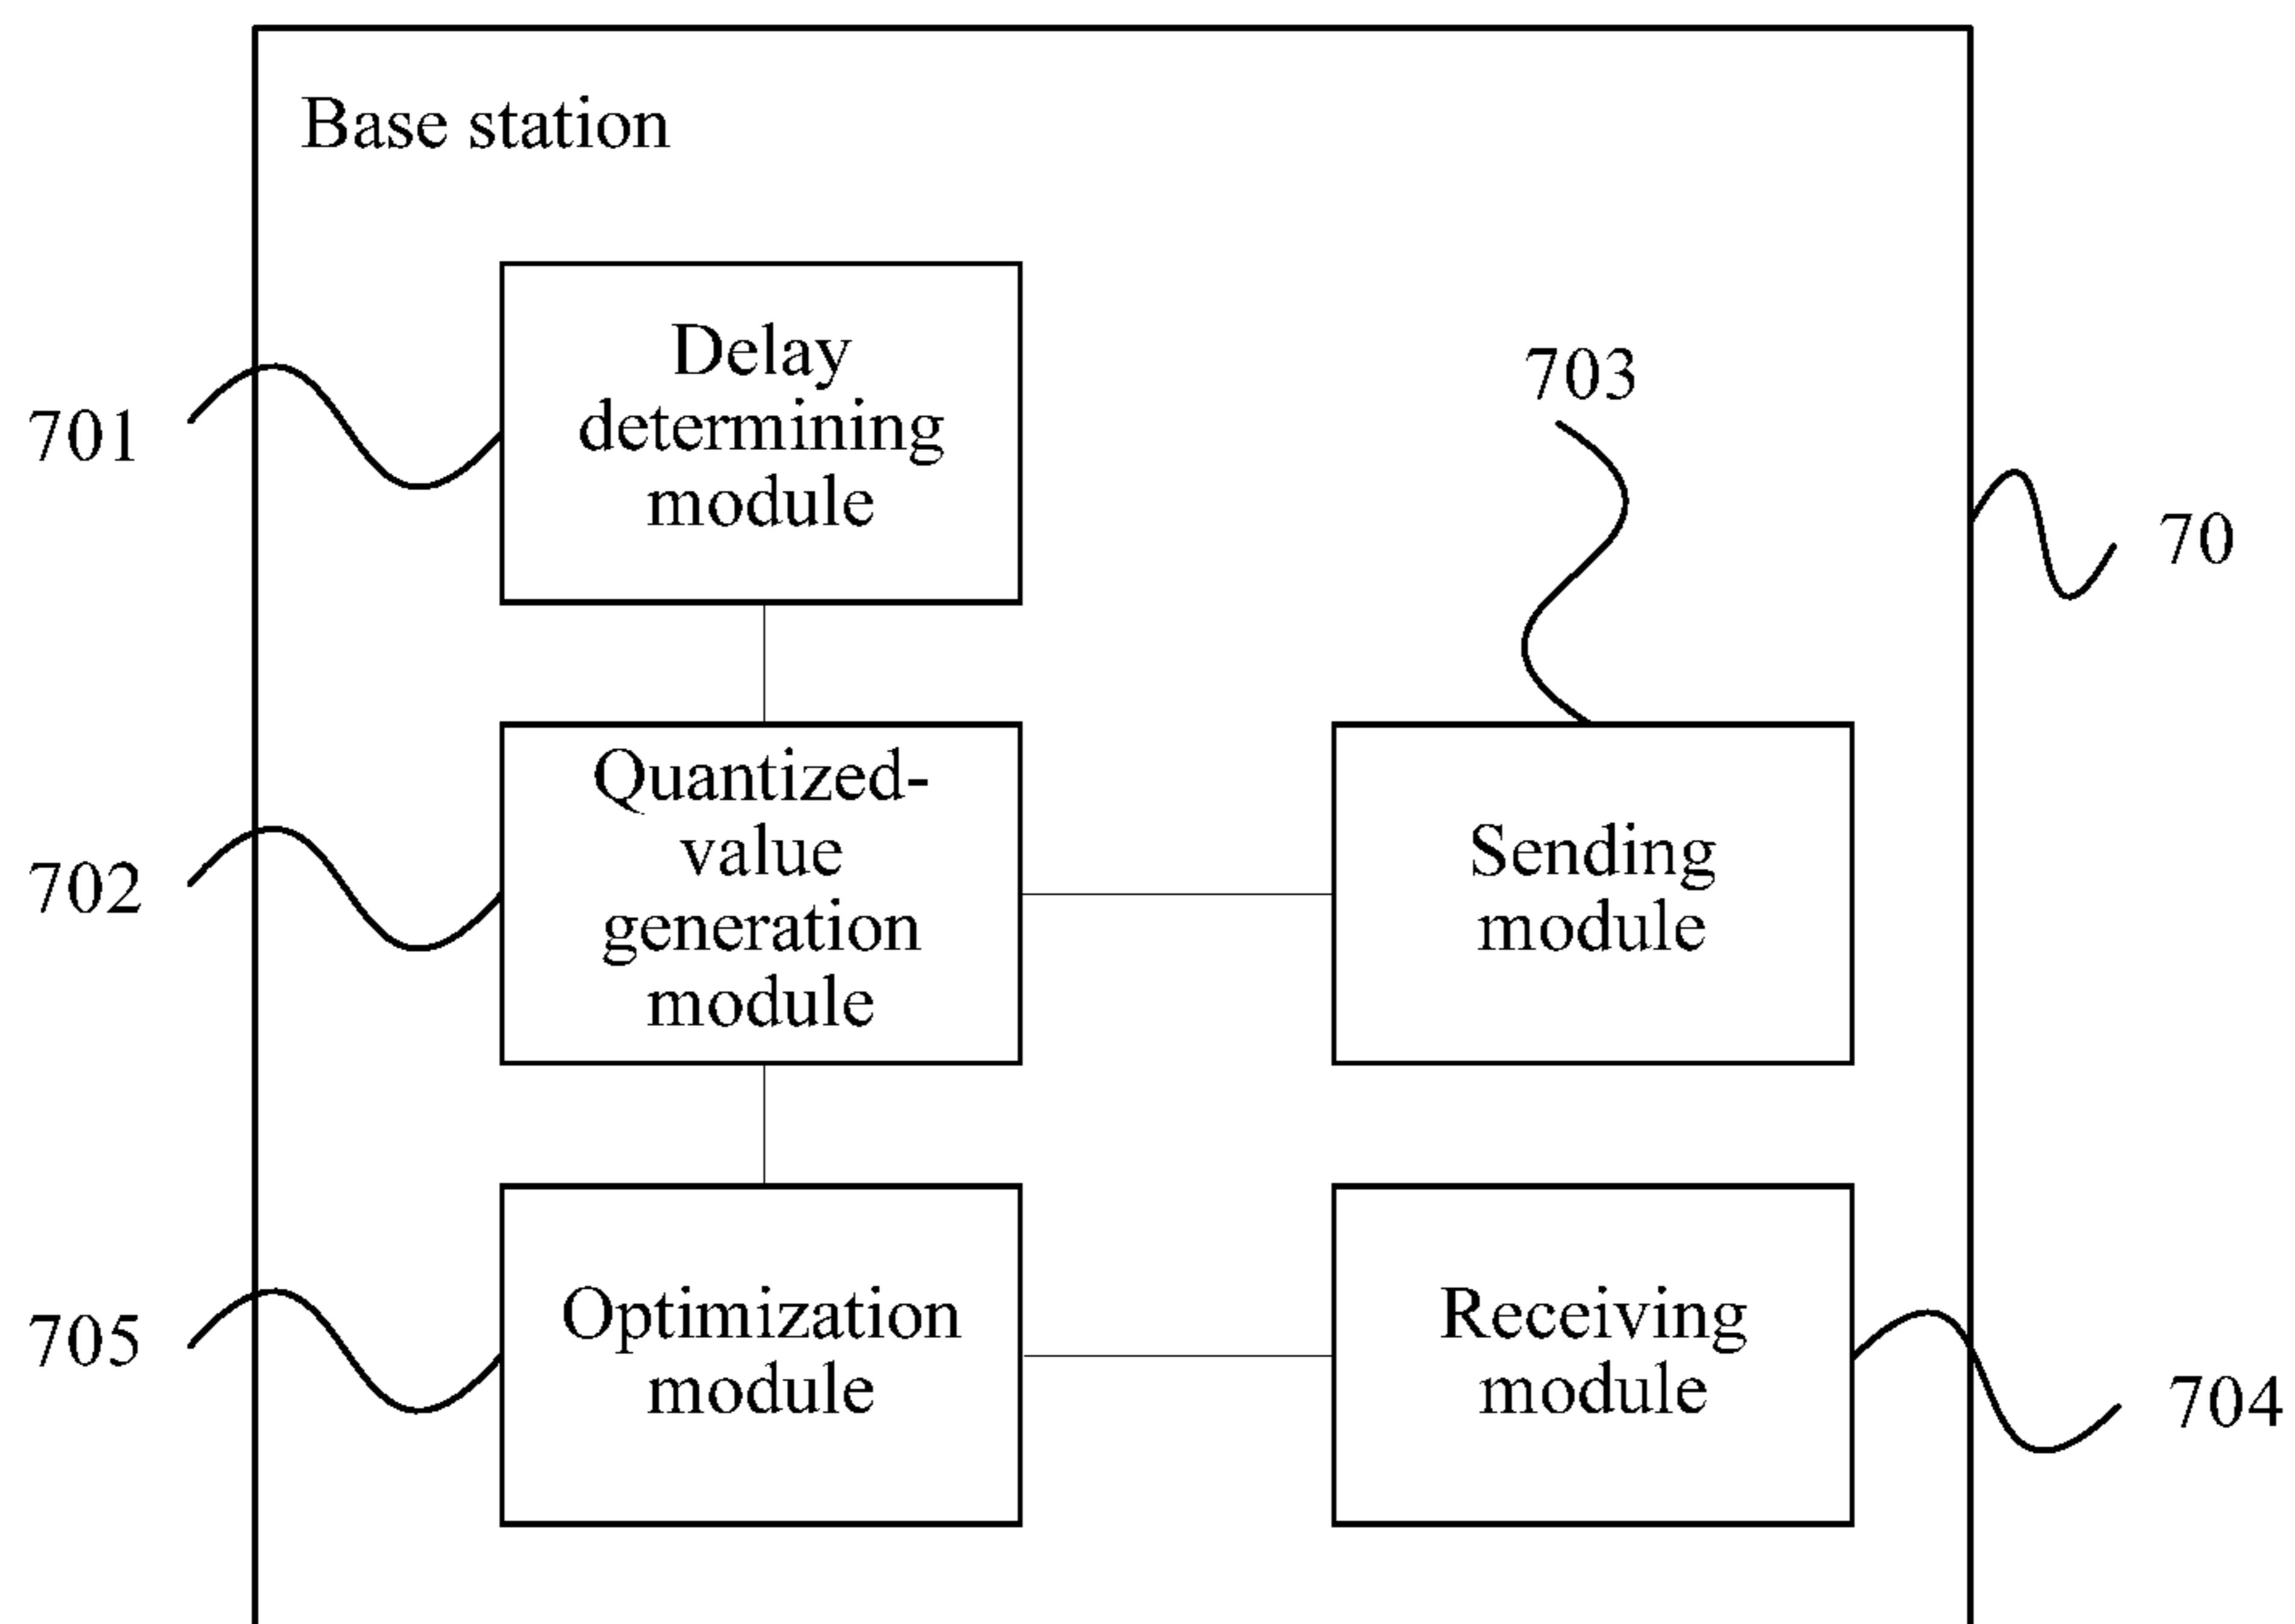 Base station
Delay
determining
module
701
703
70
Quantized-
value
generation
module
702
Sending
module
Optimization
module
705
Receiving
module
704